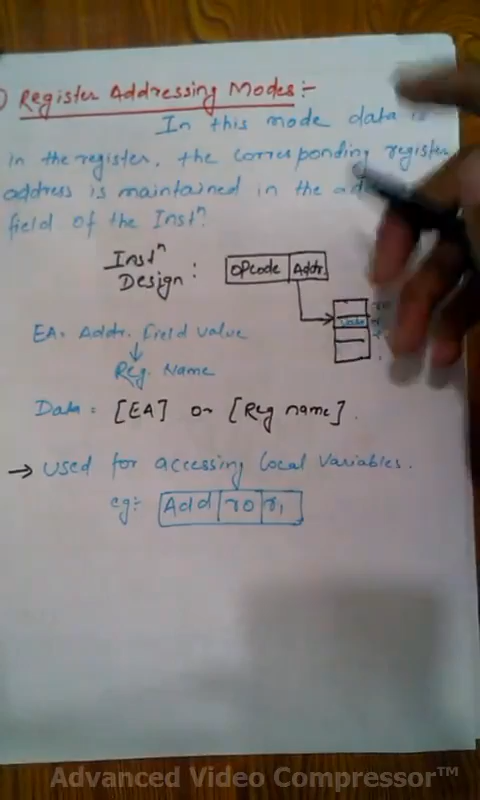 Register Addressing Modes:-
In this mode data is
in the register, the corresponding register
address is maintained in the
field of the Instⁿ.
Instⁿ
Design :
Opcode Addr.
EA = Addr. field value
Reg. Name
Data = [EA] or [Reg name].
→ Used for accessing local variables.
eg:- Add r0 r1
Advanced Video Compressor™